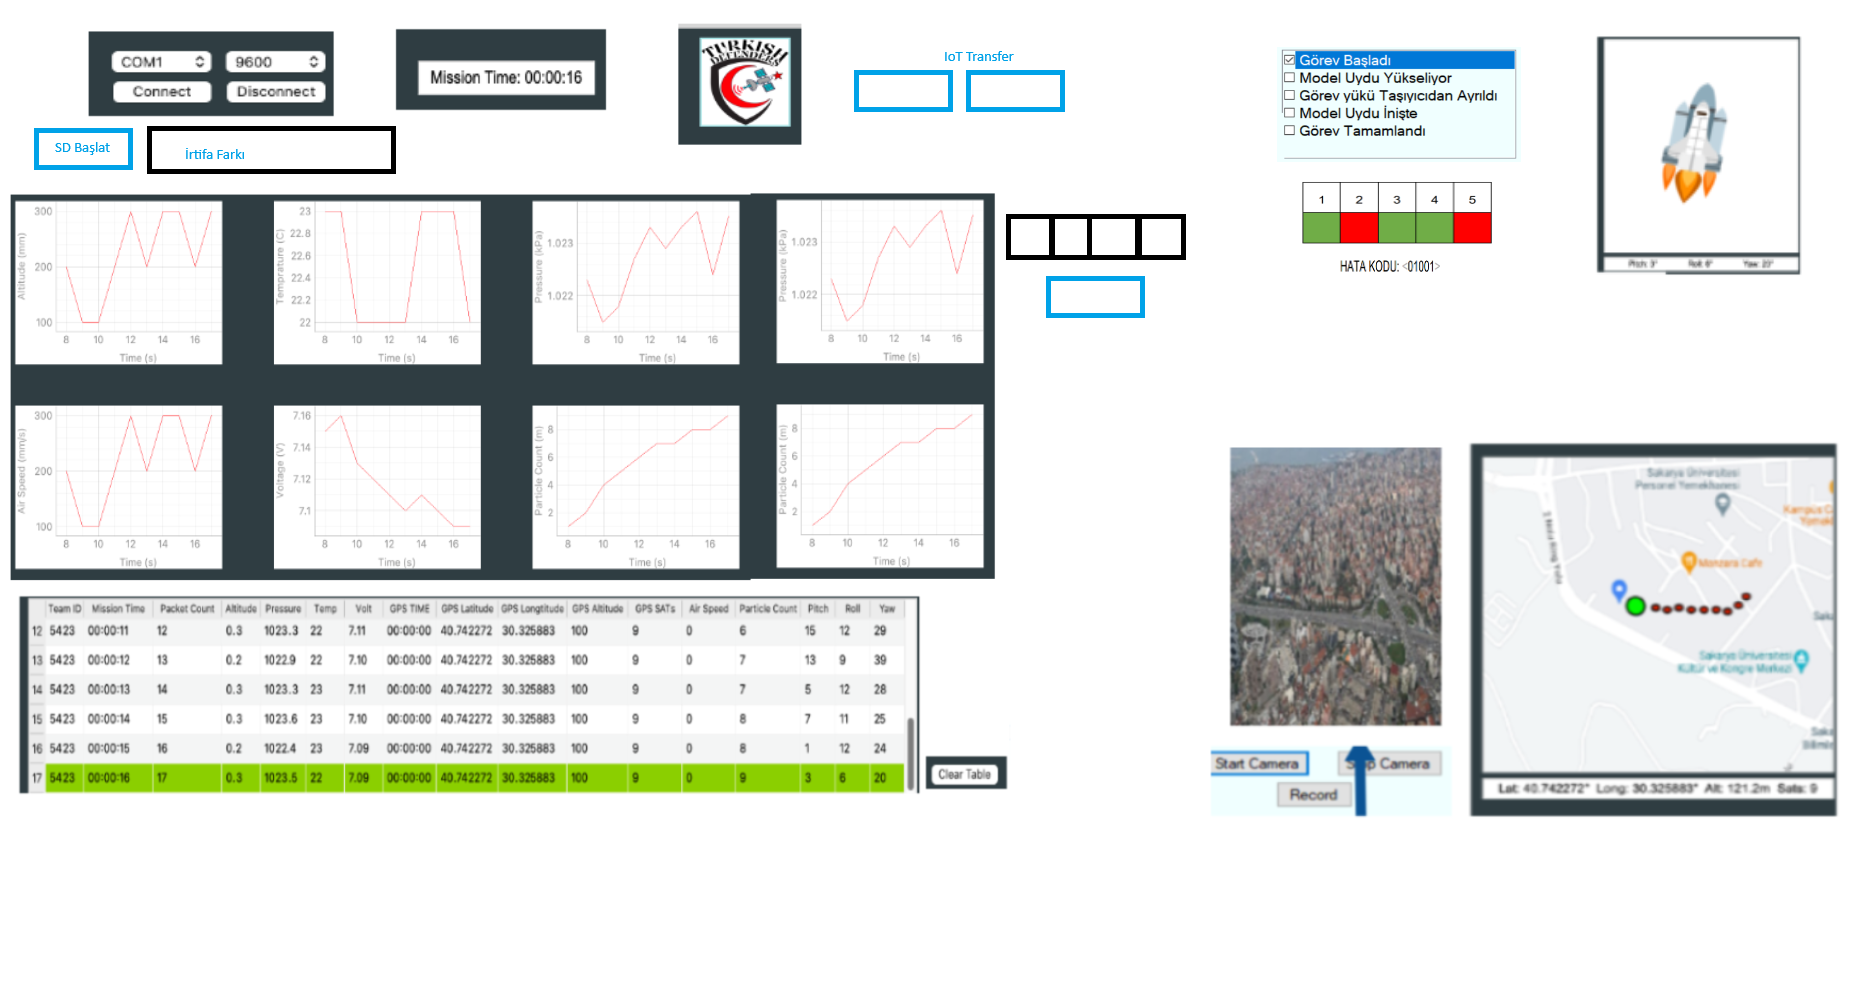 COM1 9600
Connect Disconnect
Mission Time: 00:00:16
TURKISH
DEFENDERS
IoT Transfer
Görev Başladı
Model Uydu Yükseliyor
Görev yükü Taşıyıcıdan Ayrıldı
Model Uydu İnişte
Görev Tamamlandı
SD Başlat
İrtifa Farkı
1 2 3 4 5
HATA KODU: <01001>
Pitch: 3° Roll: 6° Yaw: 20°
Altitude (mm)
300
200
100
8 10 12 14 16
Time (s)
Temprature (C)
23
22.8
22.6
22.4
22.2
22
8 10 12 14 16
Time (s)
Pressure (kPa)
1.023
1.022
8 10 12 14 16
Time (s)
Pressure (kPa)
1.023
1.022
8 10 12 14 16
Time (s)
Air Speed (mm/s)
300
200
100
8 10 12 14 16
Time (s)
Voltage (V)
7.16
7.14
7.12
7.1
8 10 12 14 16
Time (s)
Particle Count (m)
8
6
4
2
8 10 12 14 16
Time (s)
Particle Count (m)
8
6
4
2
8 10 12 14 16
Time (s)
Team ID Mission Time Packet Count Altitude Pressure Temp Volt GPS TIME GPS Latitude GPS Longtitude GPS Altitude GPS SATs Air Speed Particle Count Pitch Roll Yaw
12 5423 00:00:11 12 0.3 1023.3 22 7.11 00:00:00 40.742272 30.325883 100 9 0 6 15 12 29
13 5423 00:00:12 13 0.2 1022.9 22 7.10 00:00:00 40.742272 30.325883 100 9 0 7 13 9 39
14 5423 00:00:13 14 0.3 1023.3 23 7.11 00:00:00 40.742272 30.325883 100 9 0 7 5 12 28
15 5423 00:00:14 15 0.3 1023.6 23 7.10 00:00:00 40.742272 30.325883 100 9 0 8 7 11 25
16 5423 00:00:15 16 0.2 1022.4 23 7.09 00:00:00 40.742272 30.325883 100 9 0 8 1 12 24
17 5423 00:00:16 17 0.3 1023.5 22 7.09 00:00:00 40.742272 30.325883 100 9 0 9 3 6 20
Clear Table
Start Camera Camera
Record
Sakarya Üniversitesi
Personel Yemekhanesi
Kampus
Manzara Cafe
Sakarya Üniversitesi
Kültür ve Kongre Merkezi
Lat: 40.742272° Long: 30.325883° Alt: 121.2m Sats: 9